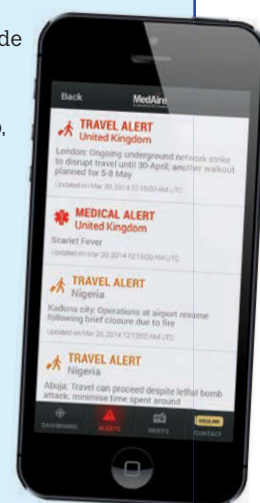 de
,
Back
MedAire
TRAVEL ALERT
United Kingdom
London: Ongoing underground network strike
to disrupt travel until 30-April; another walkout
planned for 5-8 May
Updated on Mar 20, 2014 12:15:00 AM UTC
MEDICAL ALERT
United Kingdom
Scarlet Fever
Updated on Mar 20, 2014 12:15:00 AM UTC
TRAVEL ALERT
Nigeria
Kaduna city: Operations at airport resume
following brief closure due to fire
Updated on Mar 20, 2014 12:15:00 AM UTC
TRAVEL ALERT
Nigeria
Abuja: Travel can proceed despite lethal bomb
attack; minimise time spent around
DASHBOARD
ALERTS
BRIEFS
CONTACT